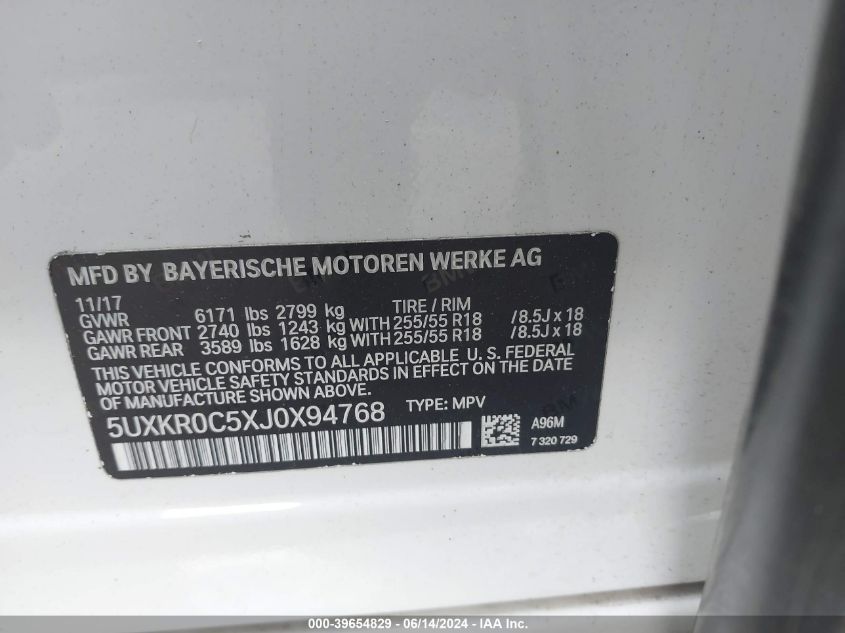 MFD BY BAYERISCHE MOTOREN WERKE AG
11/17 TIRE / RIM
GVWR 6171 lbs 2799 kg
GAWR FRONT 2740 lbs 1243 kg WITH 255/55 R18 /8.5J x 18
GAWR REAR 3589 lbs 1628 kg WITH 255/55 R18 /8.5J x 18
THIS VEHICLE CONFORMS TO ALL APPLICABLE U. S. FEDERAL
MOTOR VEHICLE SAFETY STANDARDS IN EFFECT ON THE DATE
OF MANUFACTURE SHOWN ABOVE.
5UXKR0C5XJ0X94768 TYPE: MPV
A96M
7 320 729
000-39654829 - 06/14/2024 - IAA Inc.